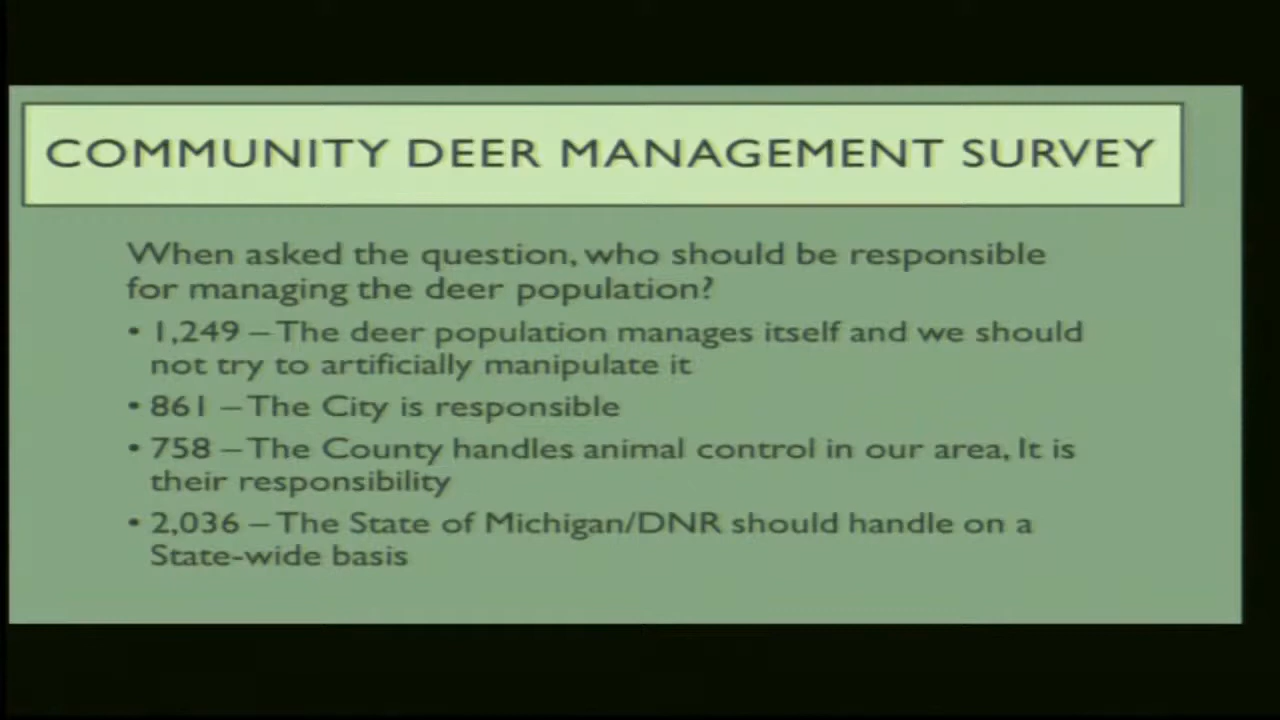 COMMUNITY DEER MANAGEMENT SURVEY
When asked the question, who should be responsible
for managing the deer population?
• 1,249 – The deer population manages itself and we should
not try to artificially manipulate it
• 861 – The City is responsible
• 758 – The County handles animal control in our area, It is
their responsibility
• 2,036 – The State of Michigan/DNR should handle on a
State-wide basis